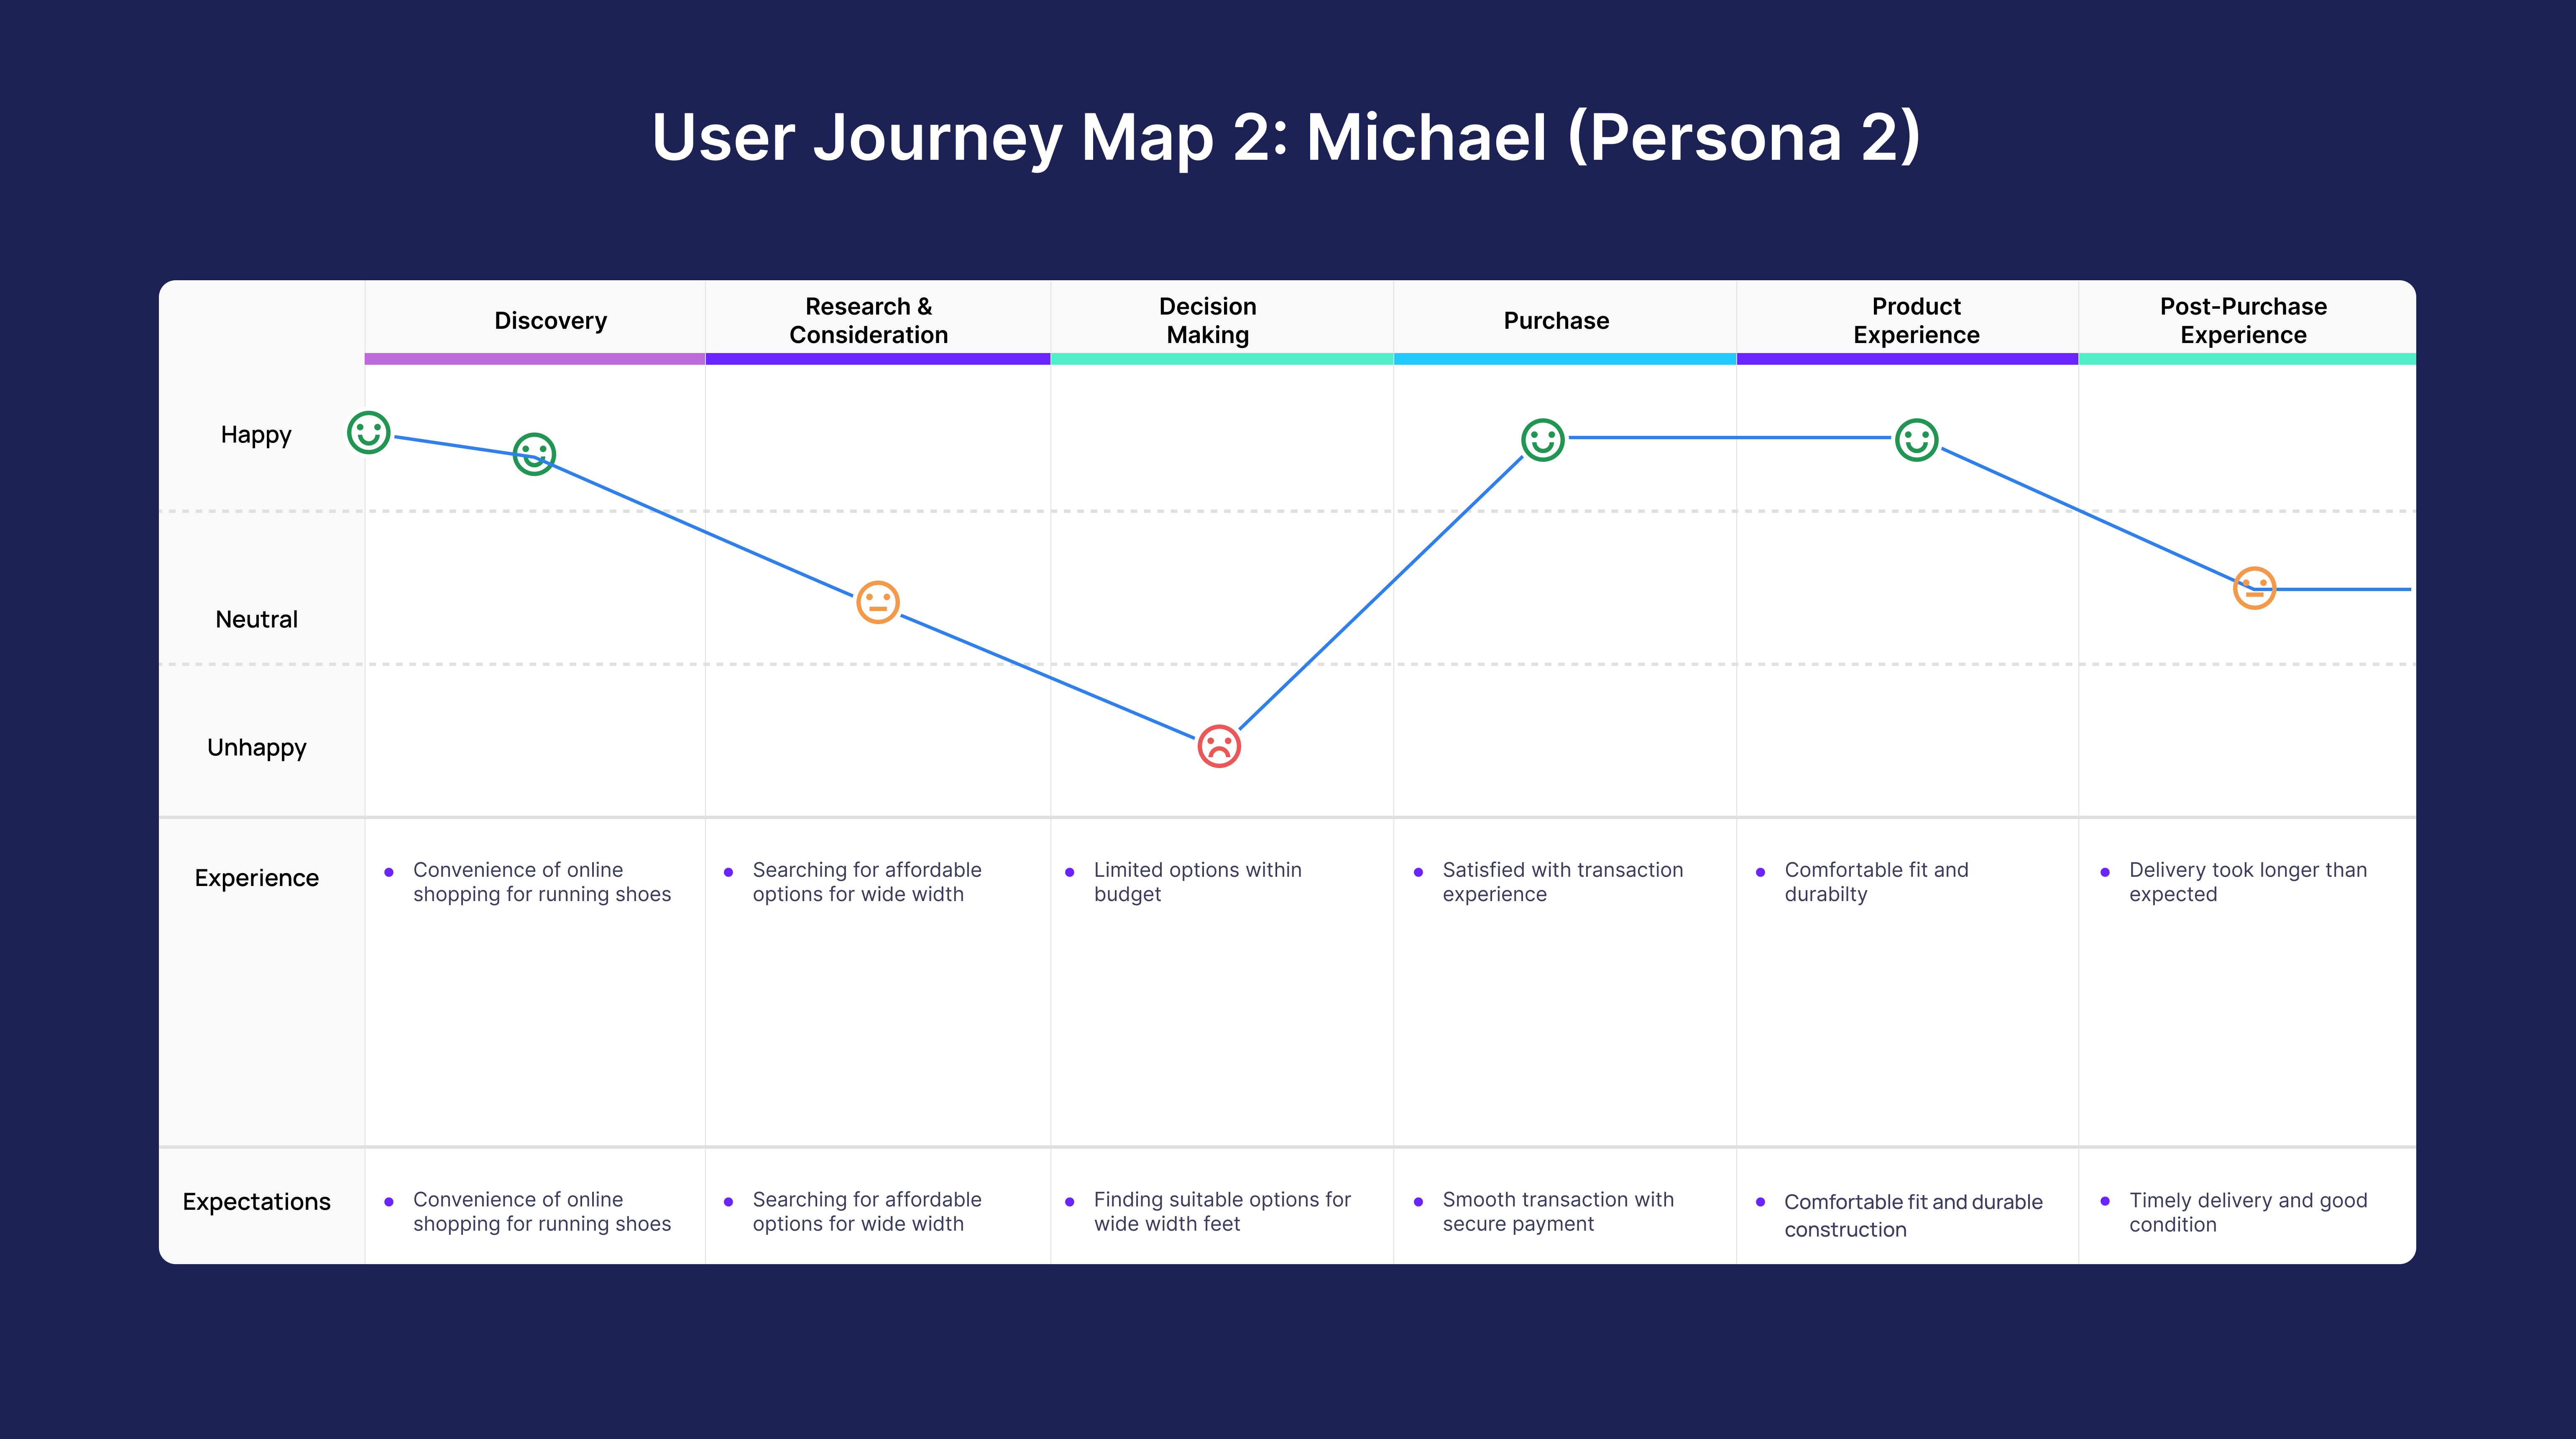 User Journey Map 2: Michael (Persona 2)
Discovery
Research &
Consideration
Decision
Making
Purchase
Product
Experience
Post-Purchase
Experience
Happy
Neutral
Unhappy
Experience
Convenience of online
shopping for running shoes
Searching for affordable
options for wide width
Limited options within
budget
Satisfied with transaction
experience
Comfortable fit and
durabilty
Delivery took longer than
expected
Expectations
Convenience of online
shopping for running shoes
Searching for affordable
options for wide width
Finding suitable options for
wide width feet
Smooth transaction with
secure payment
Comfortable fit and durable
construction
Timely delivery and good
condition